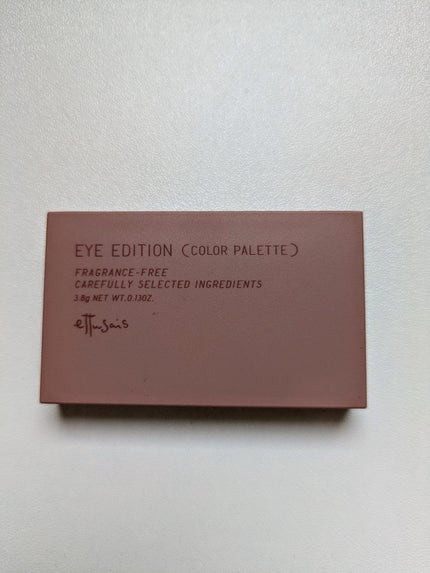 EYE EDITION (COLOR PALETTE)
FRAGRANCE-FREE
CAREFULLY SELECTED INGREDIENTS
3.8g NET WT.0.13OZ.
ettusais